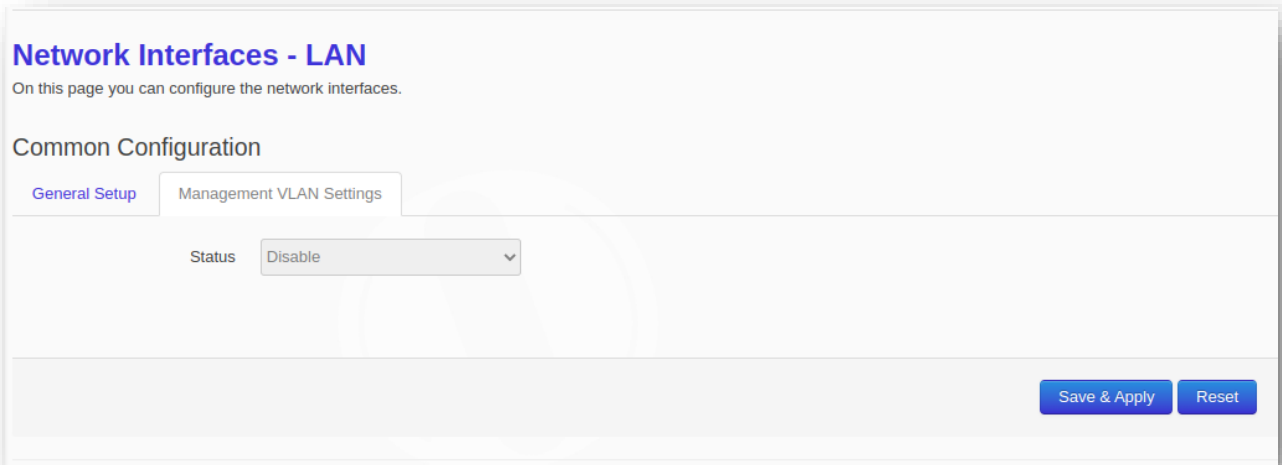 Network Interfaces - LAN
On this page you can configure the network interfaces.
Common Configuration
General Setup Management VLAN Settings
Status Disable
Save & Apply Reset